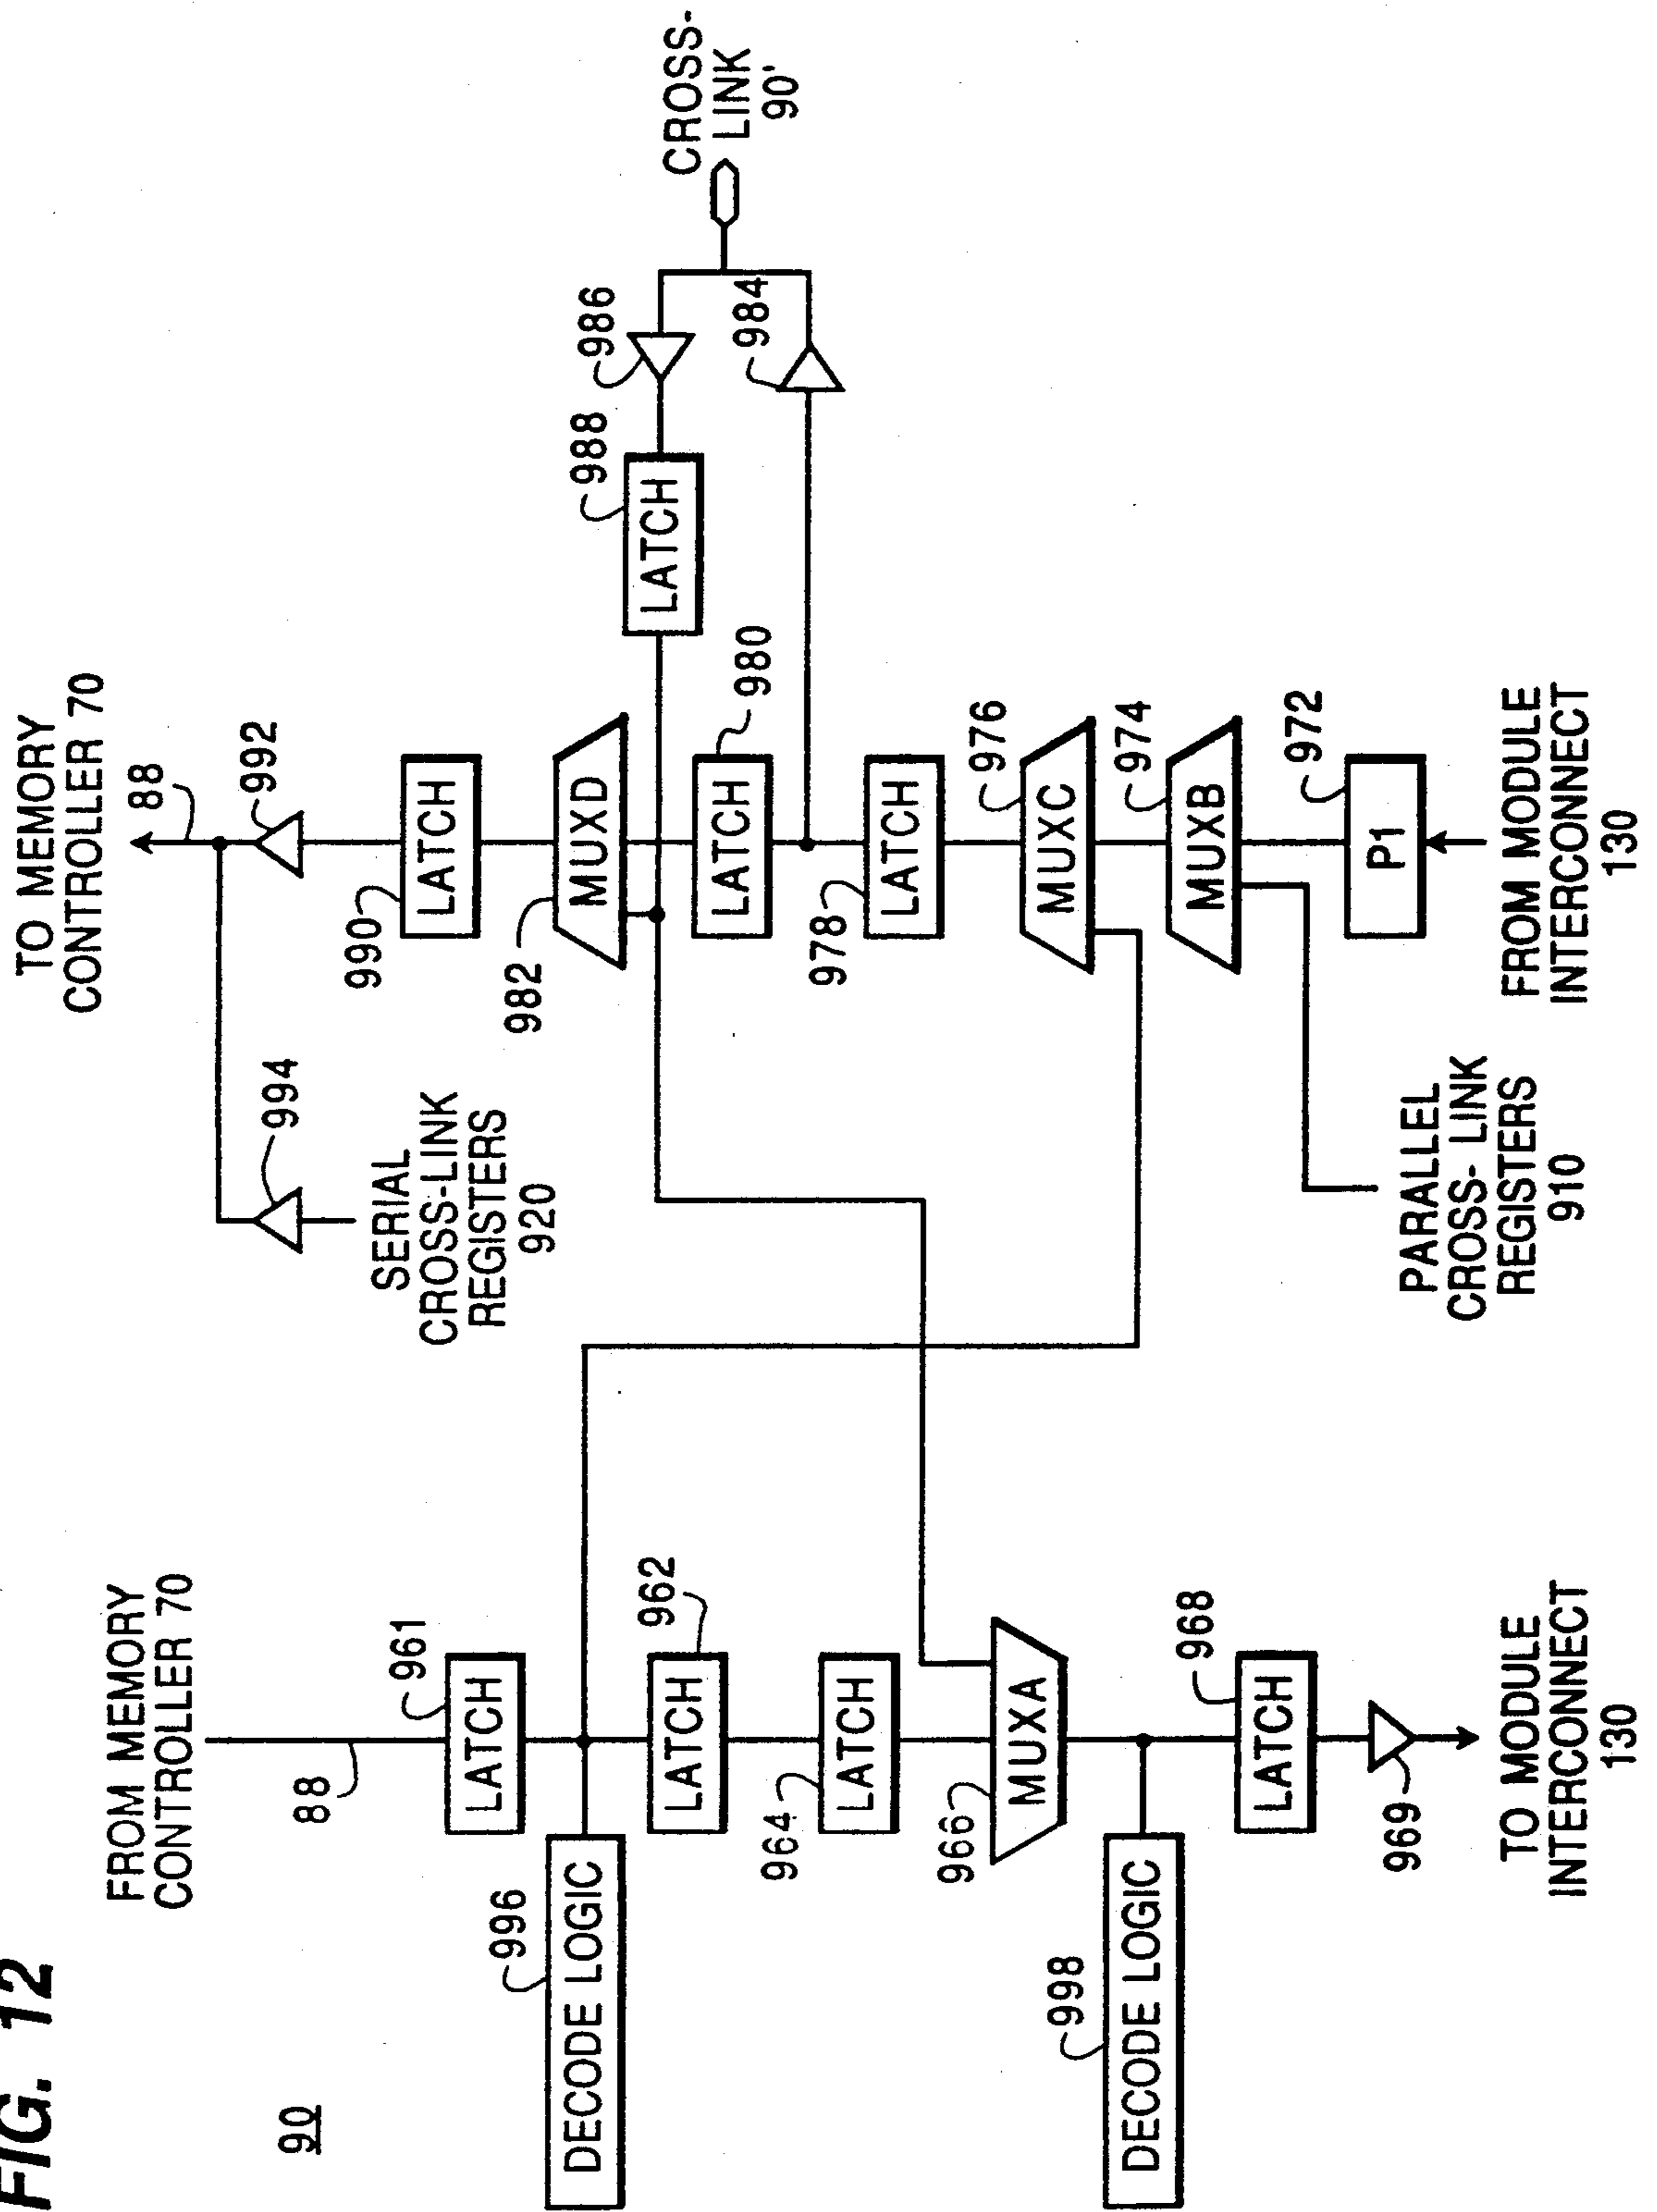 FIG. 12
90
FROM MEMORY
CONTROLLER 70
88
LATCH
961
996
DECODE LOGIC
LATCH
962
964
LATCH
966
MUXA
998
DECODE LOGIC
968
LATCH
969
TO MODULE
INTERCONNECT
130
TO MEMORY
CONTROLLER 70
88
992
994
SERIAL
CROSS-LINK
REGISTERS
920
990
LATCH
982
MUXD
LATCH
980
978
LATCH
976
MUXC
974
MUXB
972
P1
FROM MODULE
INTERCONNECT
130
PARALLEL
CROSS- LINK
REGISTERS
910
988
LATCH
986
984
CROSS-
LINK
90'